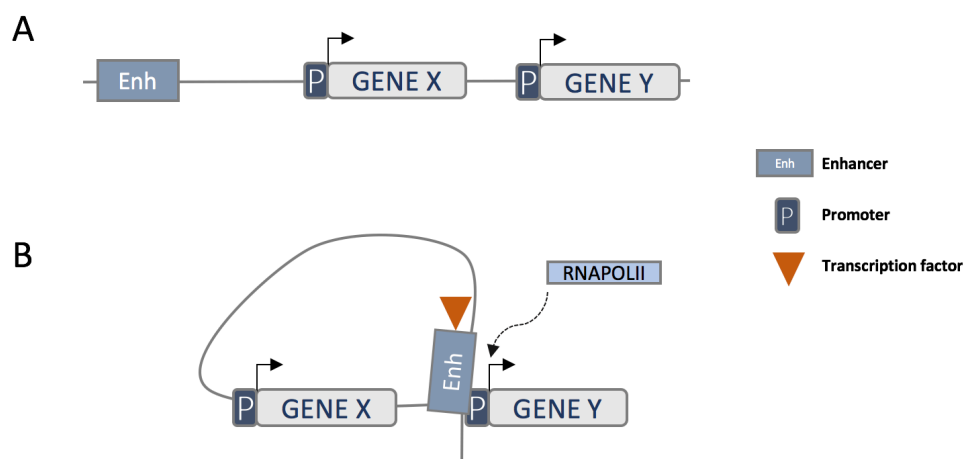 A
Enh
P GENE X
P GENE Y
Enh Enhancer
P Promoter
Transcription factor
B
RNAPOLII
Enh
P GENE X
P GENE Y